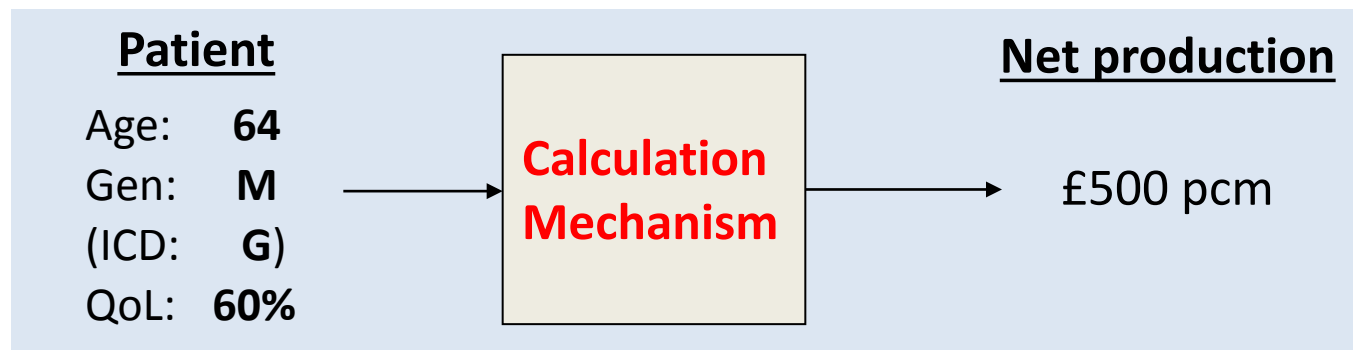 Patient
Age: 64
Gen: M
(ICD: G)
QoL: 60%
Calculation
Mechanism
Net production
£500 pcm